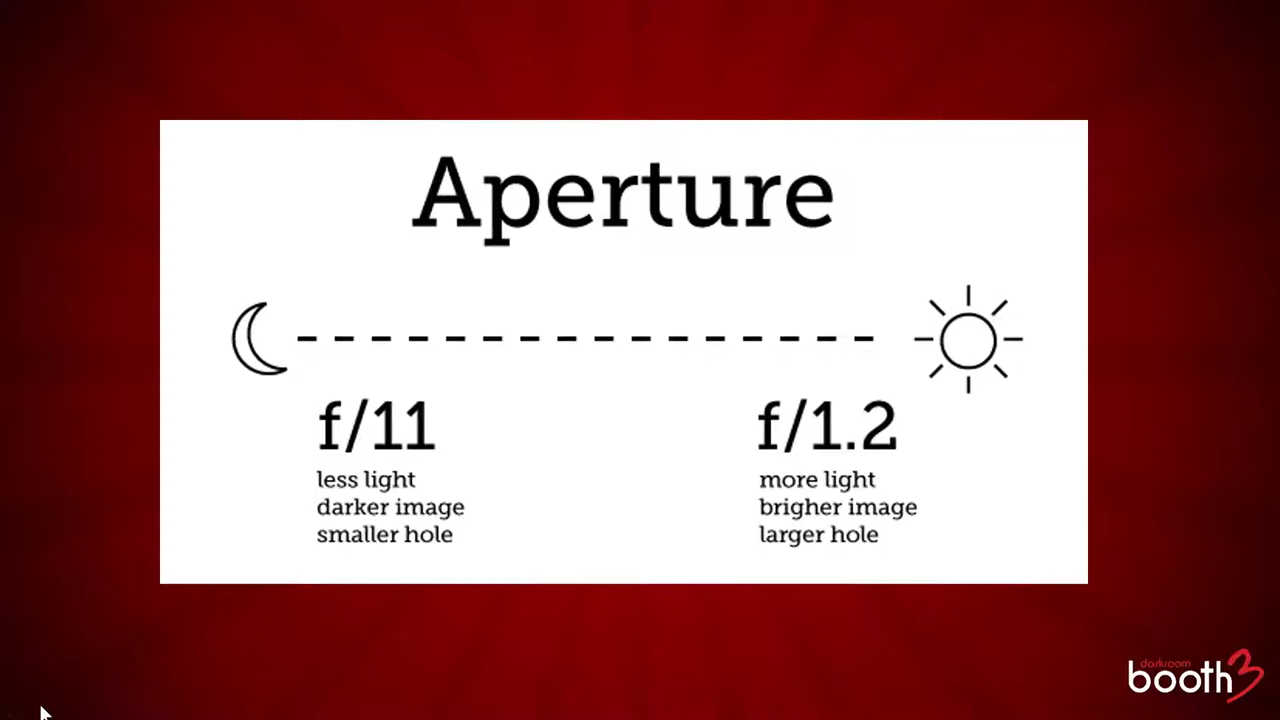 Aperture
f/11
less light
darker image
smaller hole
f/1.2
more light
brigher image
larger hole
darkroom
booth3